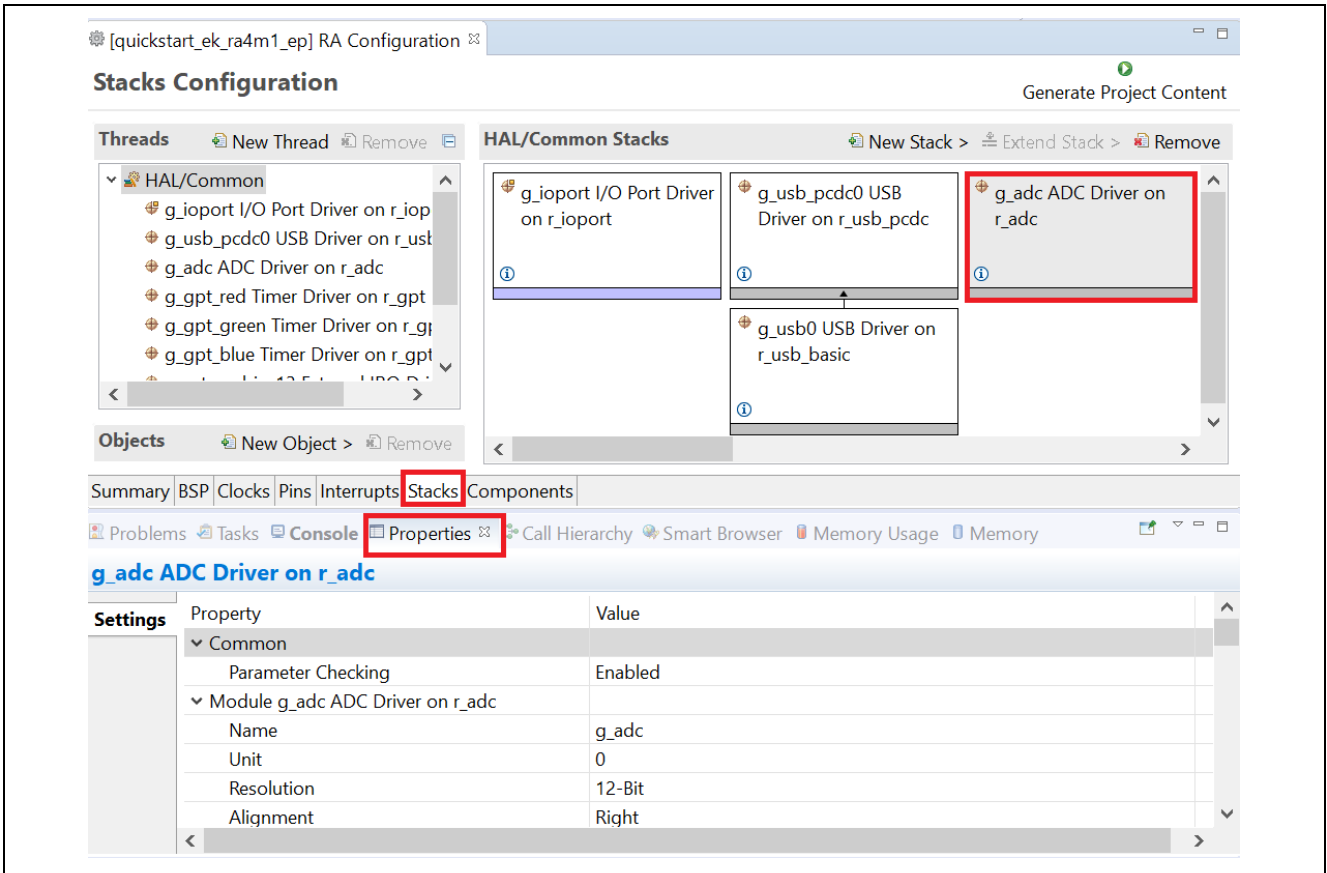 [quickstart_ek_ra4m1_ep] RA Configuration
Stacks Configuration
Generate Project Content
Threads New Thread Remove
HAL/Common
g_ioport I/O Port Driver on r_iop
g_usb_pcdc0 USB Driver on r_usb
g_adc ADC Driver on r_adc
g_gpt_red Timer Driver on r_gpt
g_gpt_green Timer Driver on r_gp
g_gpt_blue Timer Driver on r_gpt
Objects New Object > Remove
HAL/Common Stacks New Stack > Extend Stack > Remove
g_ioport I/O Port Driver
on r_ioport
g_usb_pcdc0 USB
Driver on r_usb_pcdc
g_adc ADC Driver on
r_adc
g_usb0 USB Driver on
r_usb_basic
Summary BSP Clocks Pins Interrupts Stacks Components
Problems Tasks Console Properties Call Hierarchy Smart Browser Memory Usage Memory
g_adc ADC Driver on r_adc
Settings
Property Value
Common
Parameter Checking Enabled
Module g_adc ADC Driver on r_adc
Name g_adc
Unit 0
Resolution 12-Bit
Alignment Right